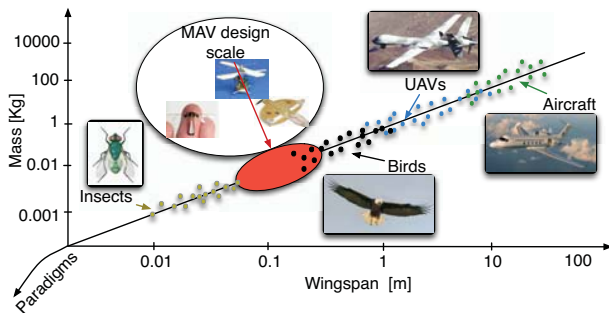 MAV design
scale
10000
100
1
0.01
0.001
Mass [Kg]
UAVs
Aircraft
Birds
Insects
Paradigms
0.01
0.1
1
10
100
Wingspan [m]